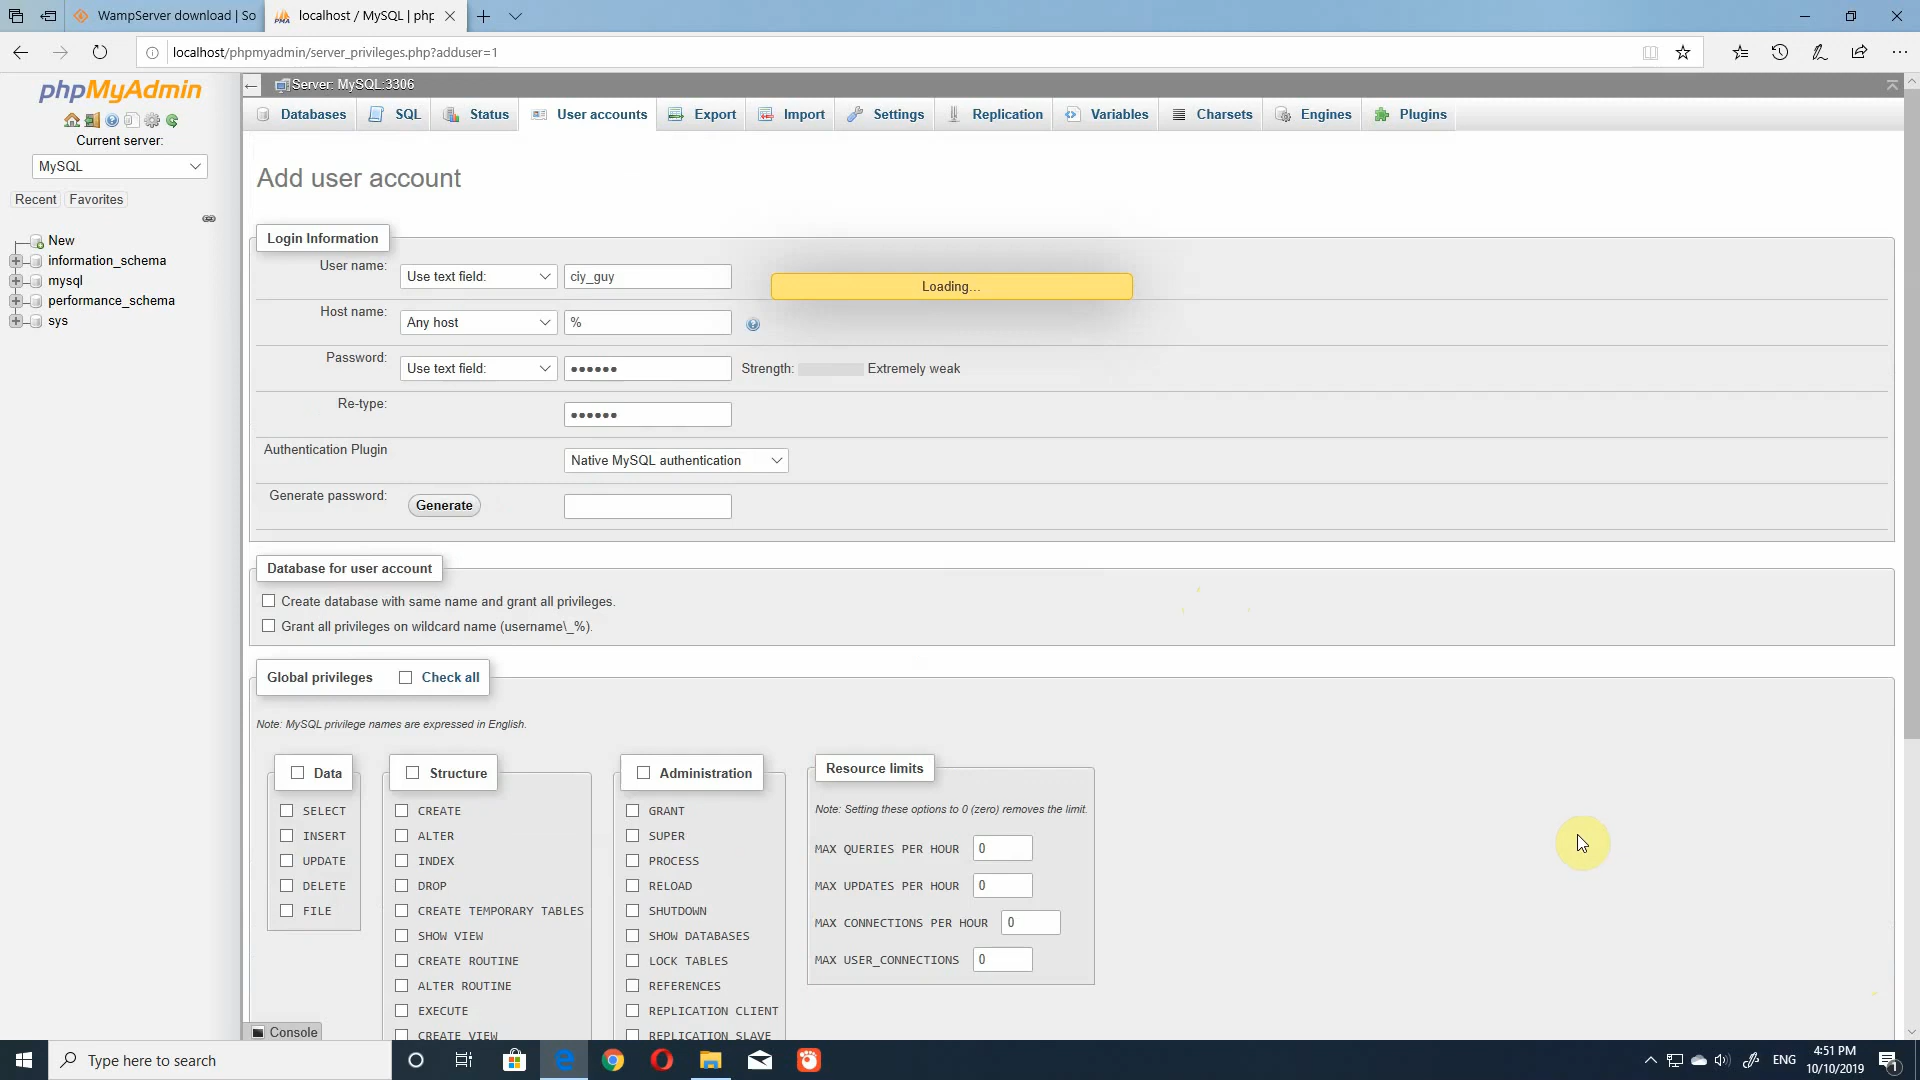 WampServer download | So
localhost / MySQL | php
localhost/phpmyadmin/server_privileges.php?adduser=1
phpMyAdmin
Current server:
MySQL
Recent
Favorites
New
information_schema
mysql
performance_schema
sys
Server: MySQL:3306
Databases
SQL
Status
User accounts
Export
Import
Settings
Replication
Variables
Charsets
Engines
Plugins
Add user account
Login Information
User name:
Use text field:
ciy_guy
Loading...
Host name:
Any host
%
Password:
Use text field:
••••••
Strength:
Extremely weak
Re-type:
••••••
Authentication Plugin
Native MySQL authentication
Generate password:
Generate
Database for user account
Create database with same name and grant all privileges.
Grant all privileges on wildcard name (username\_%).
Global privileges
Check all
Note: MySQL privilege names are expressed in English.
Data
SELECT
INSERT
UPDATE
DELETE
FILE
Structure
CREATE
ALTER
INDEX
DROP
CREATE TEMPORARY TABLES
SHOW VIEW
CREATE ROUTINE
ALTER ROUTINE
EXECUTE
CREATE VIEW
Administration
GRANT
SUPER
PROCESS
RELOAD
SHUTDOWN
SHOW DATABASES
LOCK TABLES
REFERENCES
REPLICATION CLIENT
REPLICATION SLAVE
Resource limits
Note: Setting these options to 0 (zero) removes the limit.
MAX QUERIES PER HOUR 0
MAX UPDATES PER HOUR 0
MAX CONNECTIONS PER HOUR 0
MAX USER_CONNECTIONS 0
Console
Type here to search
ENG
4:51 PM
10/10/2019
1